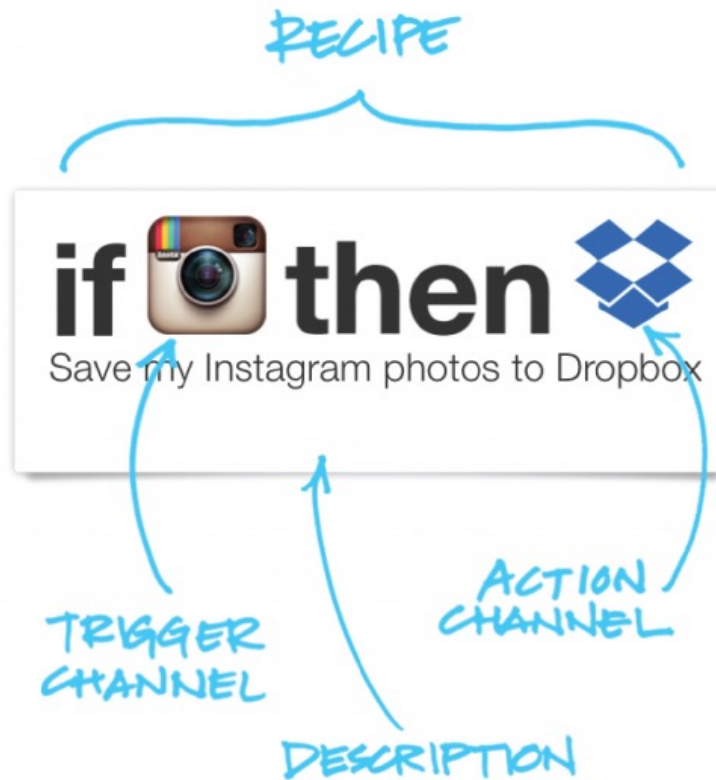 RECIPE
if then
Save my Instagram photos to Dropbox
TRIGGER
CHANNEL
ACTION
CHANNEL
DESCRIPTION